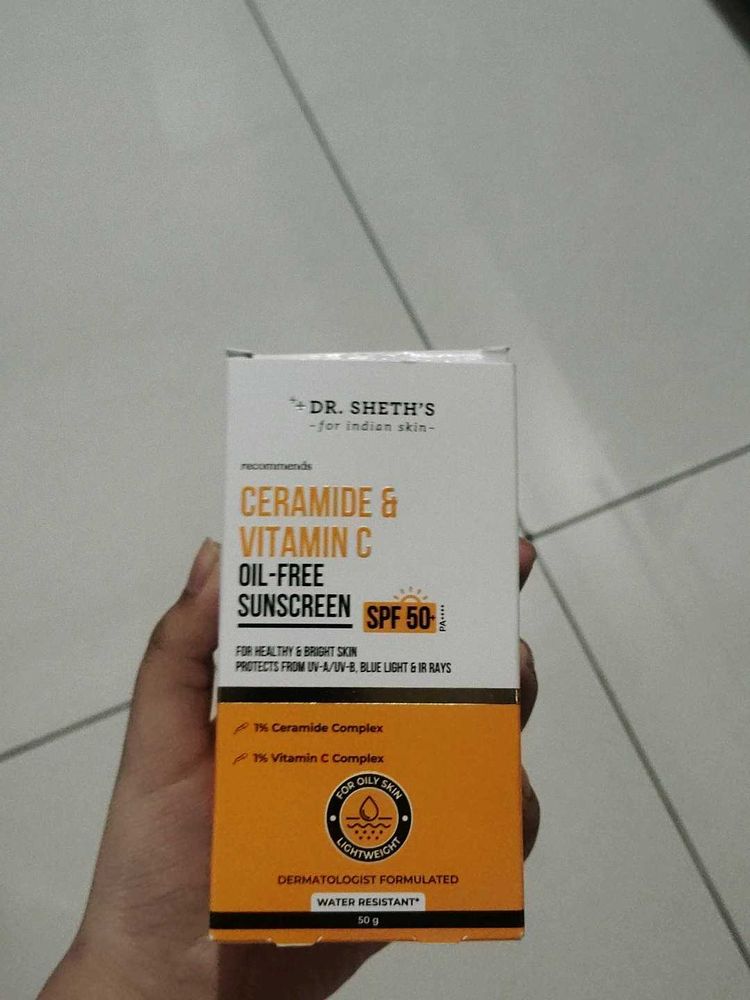 DR. SHETH'S
-for indian skin-
recommends
CERAMIDE &
VITAMIN C
OIL-FREE
SUNSCREEN
SPF 50+
PA++++
FOR HEALTHY & BRIGHT SKIN
PROTECTS FROM UV-A/UV-B, BLUE LIGHT & IR RAYS
1% Ceramide Complex
1% Vitamin C Complex
FOR OILY SKIN
LIGHTWEIGHT
DERMATOLOGIST FORMULATED
WATER RESISTANT*
50 g